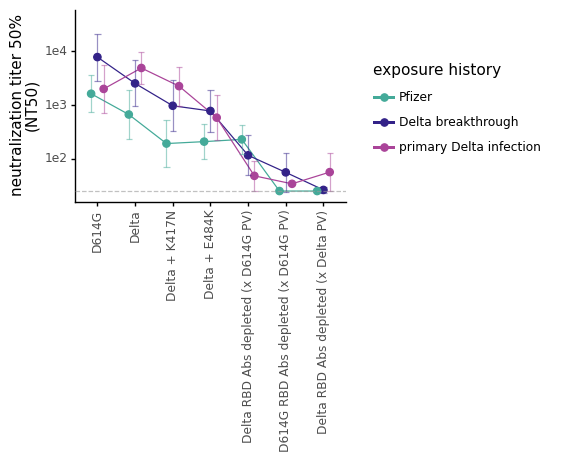 neutralization titer 50%
(NT50)
1e4
1e3
1e2
D614G
Delta
Delta + K417N
Delta + E484K
Delta RBD Abs depleted (x D614G PV)
D614G RBD Abs depleted (x D614G PV)
Delta RBD Abs depleted (x Delta PV)
exposure history
Pfizer
Delta breakthrough
primary Delta infection